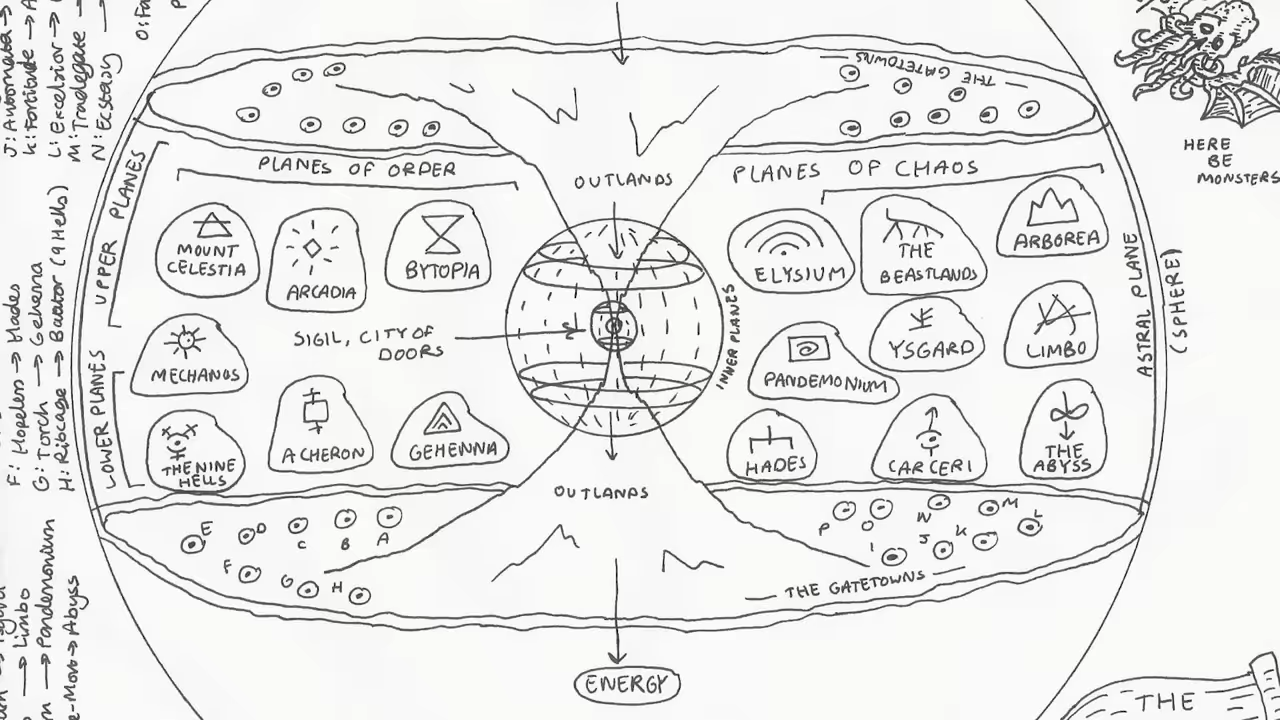 J: Automata →
K: Fortitude → A
L: Excelsior →
M: Tradegate →
N: Ecstasy
F: Hopeless → Hades
G: Torch → Gehena
H: Ribcage → Baator (9 Hells)
→ Limbo
→ Pandemonium
→ Abyss
THE GATETOWNS
HERE
BE
MONSTERS
UPPER PLANES
PLANES OF ORDER
OUTLANDS
PLANES OF CHAOS
MOUNT
CELESTIA
ARCADIA
BYTOPIA
ELYSIUM
THE
BEASTLANDS
ARBOREA
ASTRAL PLANE
(SPHERE)
SIGIL, CITY OF
DOORS
INNER PLANES
LOWER PLANES
MECHANUS
PANDEMONIUM
YSGARD
LIMBO
THE NINE
HELLS
ACHERON
GEHENNA
HADES
CARCERI
THE
ABYSS
OUTLANDS
E D C B A
F G H
P O N M L
I J K
THE GATETOWNS
ENERGY
THE